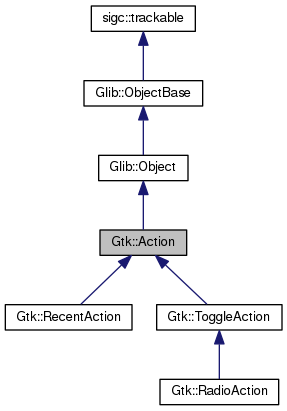 sigc::trackable
Glib::ObjectBase
Glib::Object
Gtk::Action
Gtk::RecentAction
Gtk::ToggleAction
Gtk::RadioAction